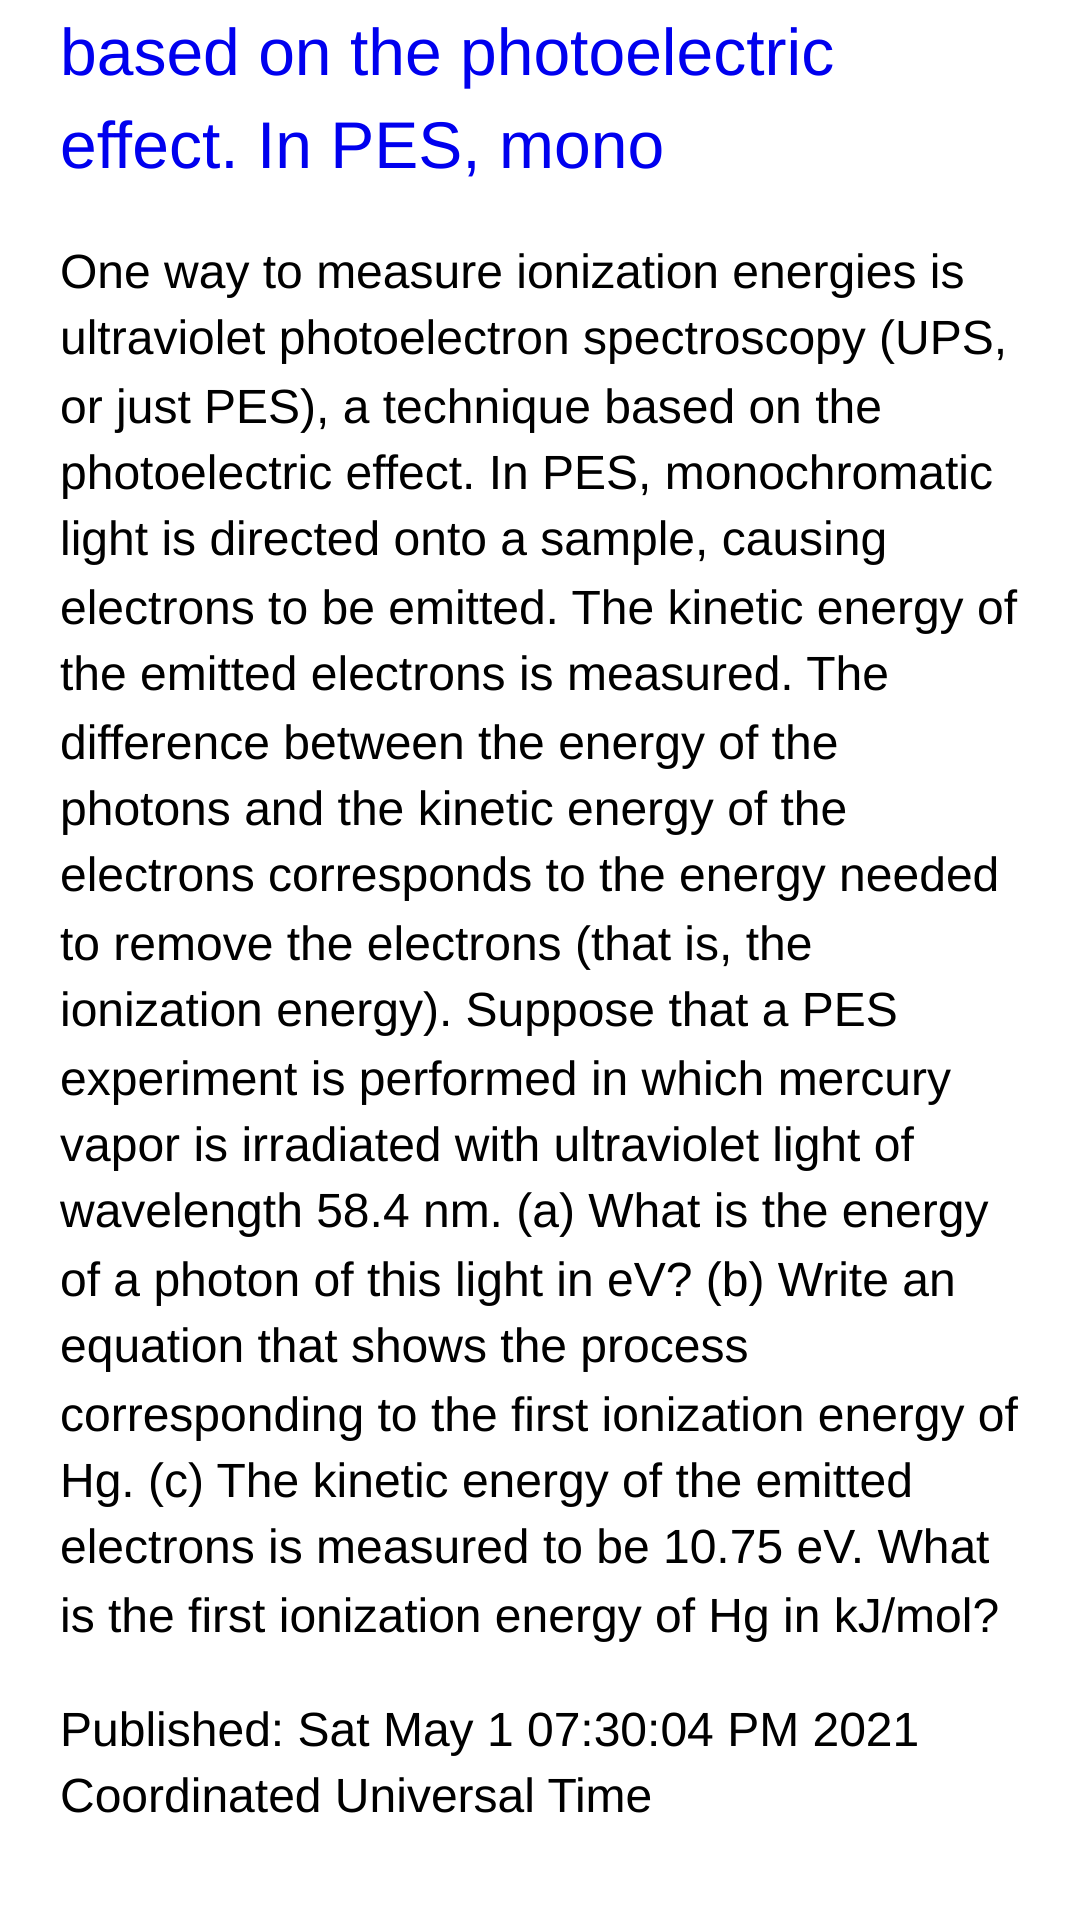 based on the photoelectric
effect. In PES, mono
One way to measure ionization energies is
ultraviolet photoelectron spectroscopy (UPS,
or just PES), a technique based on the
photoelectric effect. In PES, monochromatic
light is directed onto a sample, causing
electrons to be emitted. The kinetic energy of
the emitted electrons is measured. The
difference between the energy of the
photons and the kinetic energy of the
electrons corresponds to the energy needed
to remove the electrons (that is, the
ionization energy). Suppose that a PES
experiment is performed in which mercury
vapor is irradiated with ultraviolet light of
wavelength 58.4 nm. (a) What is the energy
of a photon of this light in eV? (b) Write an
equation that shows the process
corresponding to the first ionization energy of
Hg. (c) The kinetic energy of the emitted
electrons is measured to be 10.75 eV. What
is the first ionization energy of Hg in kJ/mol?
Published: Sat May 1 07:30:04 PM 2021
Coordinated Universal Time